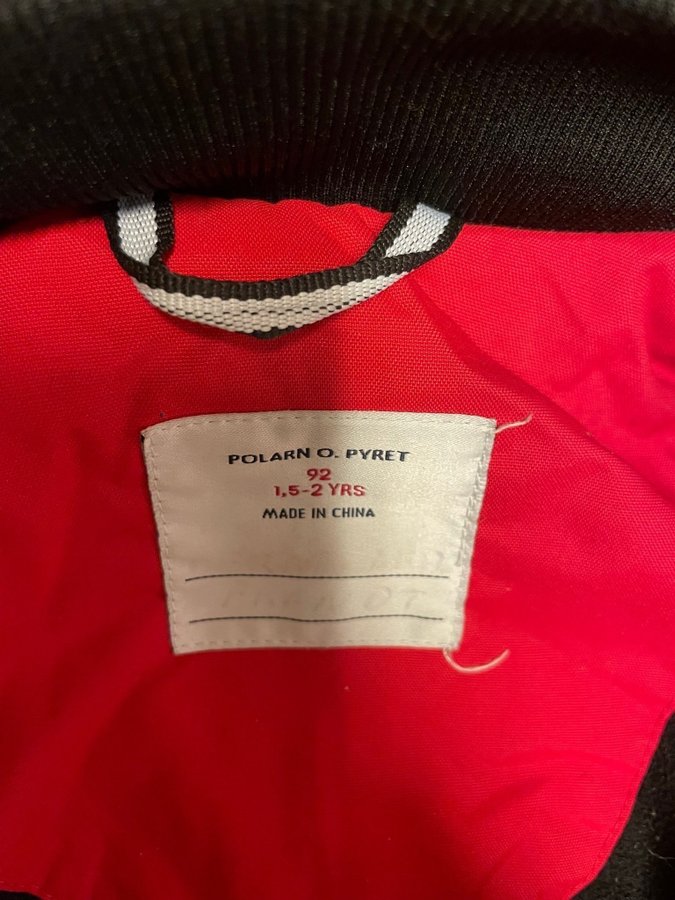 POLARN O. PYRET
92
1,5-2 YRS
MADE IN CHINA